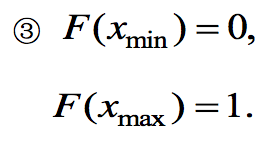 ③ F(x_min) = 0,
F(x_max) = 1.